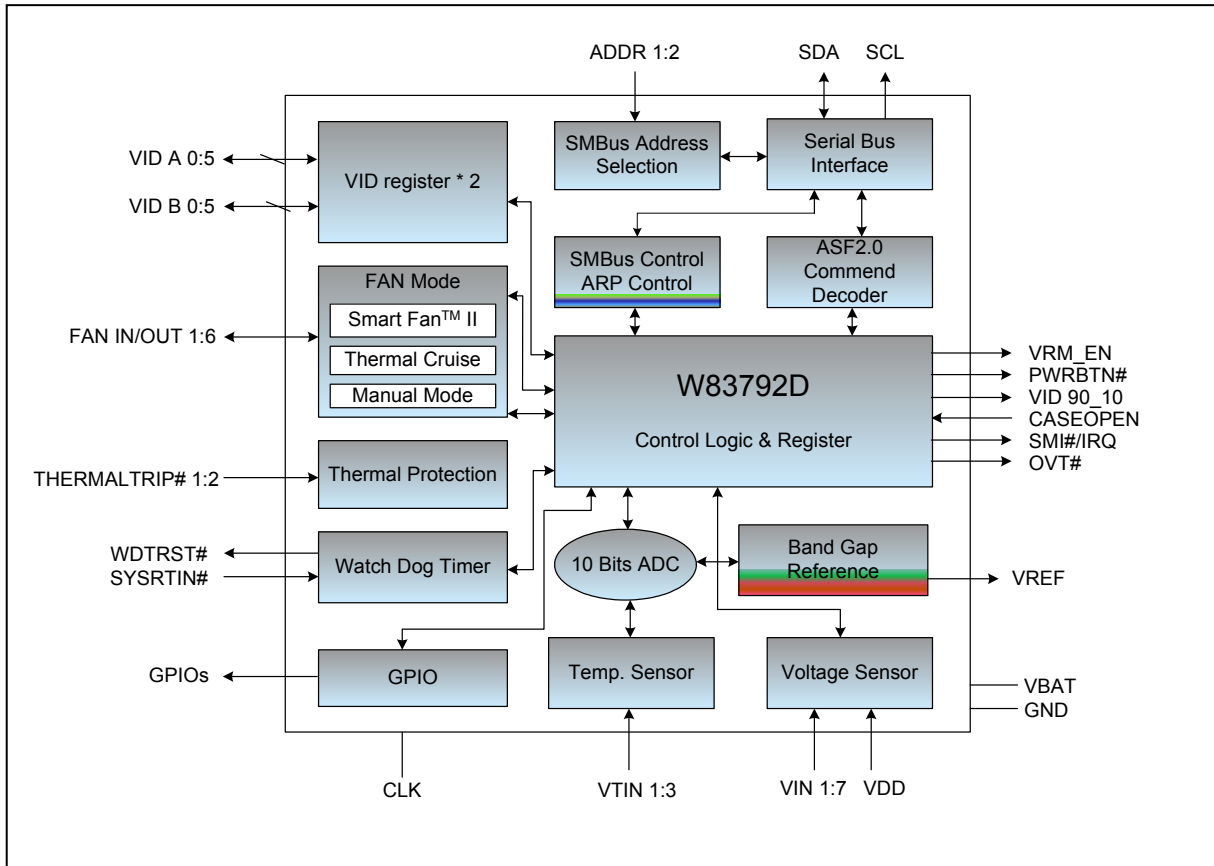 ADDR 1:2
SDA
SCL
VID A 0:5
VID B 0:5
VID register * 2
SMBus Address
Selection
Serial Bus
Interface
FAN IN/OUT 1:6
FAN Mode
Smart Fan™ II
Thermal Cruise
Manual Mode
SMBus Control
ARP Control
ASF2.0
Commend
Decoder
W83792D
Control Logic & Register
VRM_EN
PWRBTN#
VID 90_10
CASEOPEN
SMI#/IRQ
OVT#
THERMALTRIP# 1:2
Thermal Protection
WDTRST#
SYSRTIN#
Watch Dog Timer
10 Bits ADC
Band Gap
Reference
VREF
GPIOs
GPIO
Temp. Sensor
Voltage Sensor
VBAT
GND
CLK
VTIN 1:3
VIN 1:7
VDD